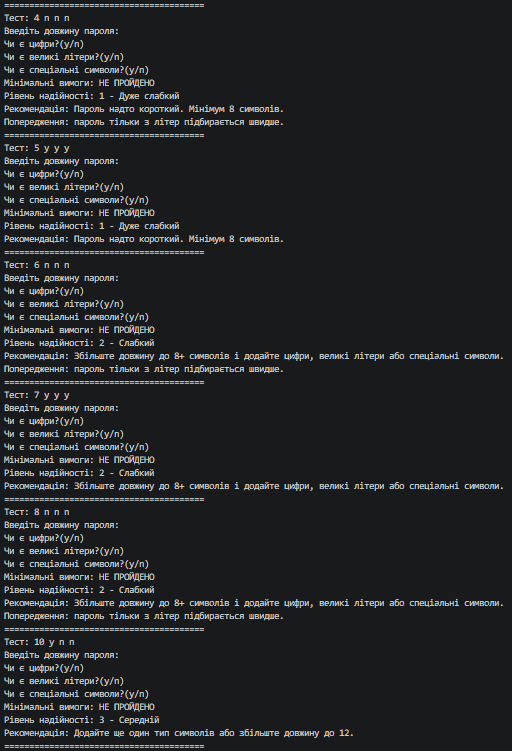 ========================================
Тест: 4 n n n
Введіть довжину пароля:
Чи є цифри?(y/n)
Чи є великі літери?(y/n)
Чи є спеціальні символи?(y/n)
Мінімальні вимоги: НЕ ПРОЙДЕНО
Рівень надійності: 1 - Дуже слабкий
Рекомендація: Пароль надто короткий. Мінімум 8 символів.
Попередження: пароль тільки з літер підбирається швидше.
========================================
Тест: 5 y y y
Введіть довжину пароля:
Чи є цифри?(y/n)
Чи є великі літери?(y/n)
Чи є спеціальні символи?(y/n)
Мінімальні вимоги: НЕ ПРОЙДЕНО
Рівень надійності: 1 - Дуже слабкий
Рекомендація: Пароль надто короткий. Мінімум 8 символів.
========================================
Тест: 6 n n n
Введіть довжину пароля:
Чи є цифри?(y/n)
Чи є великі літери?(y/n)
Чи є спеціальні символи?(y/n)
Мінімальні вимоги: НЕ ПРОЙДЕНО
Рівень надійності: 2 - Слабкий
Рекомендація: Збільште довжину до 8+ символів і додайте цифри, великі літери або спеціальні символи.
Попередження: пароль тільки з літер підбирається швидше.
========================================
Тест: 7 y y y
Введіть довжину пароля:
Чи є цифри?(y/n)
Чи є великі літери?(y/n)
Чи є спеціальні символи?(y/n)
Мінімальні вимоги: НЕ ПРОЙДЕНО
Рівень надійності: 2 - Слабкий
Рекомендація: Збільште довжину до 8+ символів і додайте цифри, великі літери або спеціальні символи.
========================================
Тест: 8 n n n
Введіть довжину пароля:
Чи є цифри?(y/n)
Чи є великі літери?(y/n)
Чи є спеціальні символи?(y/n)
Мінімальні вимоги: НЕ ПРОЙДЕНО
Рівень надійності: 2 - Слабкий
Рекомендація: Збільште довжину до 8+ символів і додайте цифри, великі літери або спеціальні символи.
Попередження: пароль тільки з літер підбирається швидше.
========================================
Тест: 10 y n n
Введіть довжину пароля:
Чи є цифри?(y/n)
Чи є великі літери?(y/n)
Чи є спеціальні символи?(y/n)
Мінімальні вимоги: НЕ ПРОЙДЕНО
Рівень надійності: 3 - Середній
Рекомендація: Додайте ще один тип символів або збільште довжину до 12.
========================================